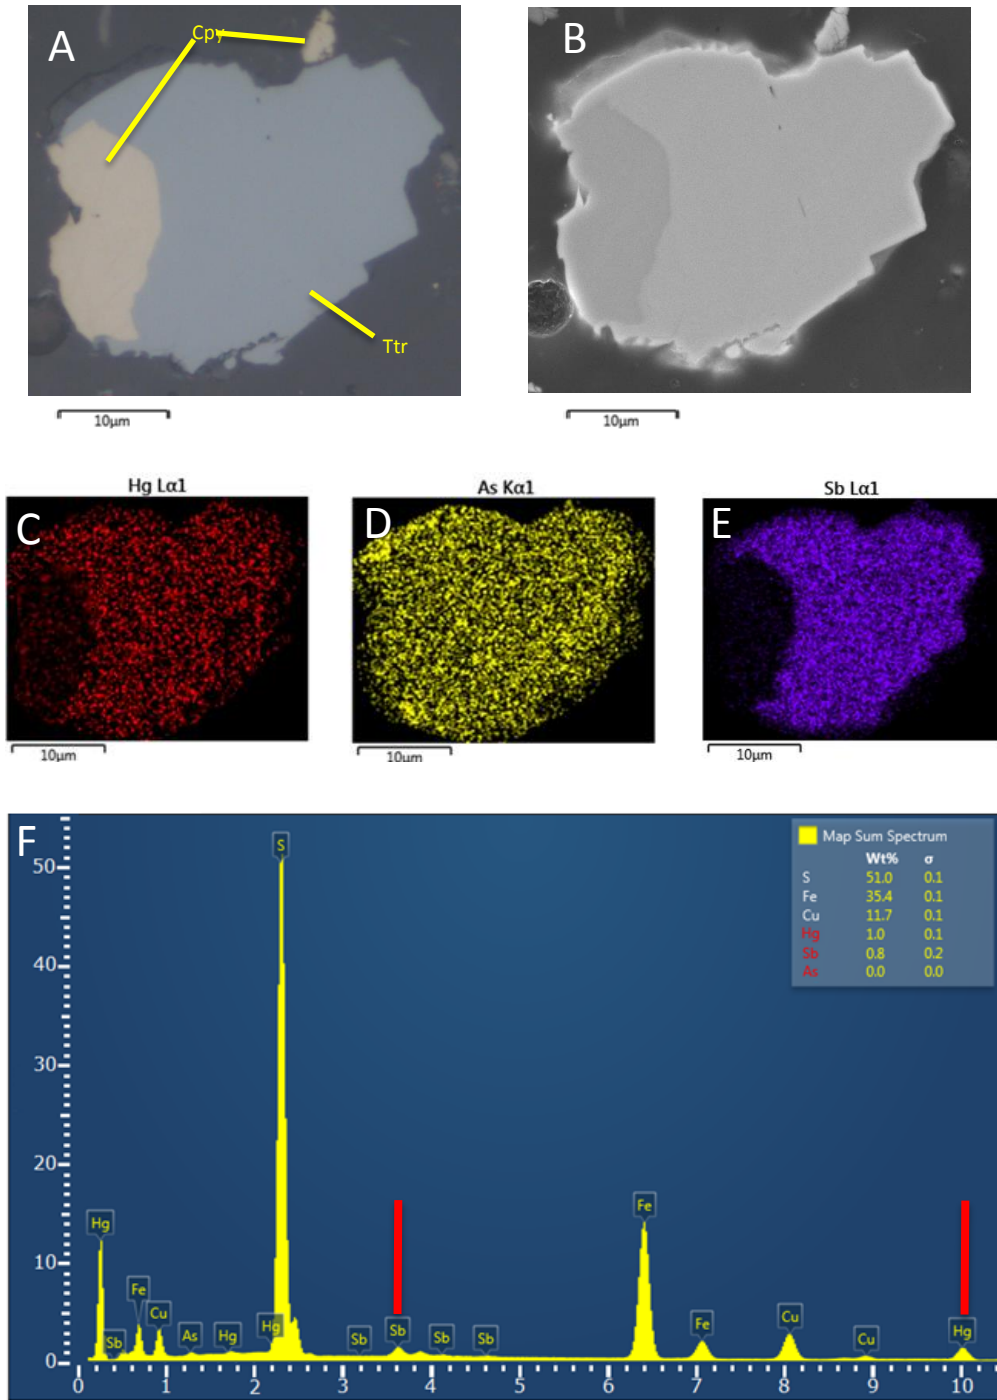 A
Cpy
Ttr
10µm
B
10µm
Hg Lα1
C
10µm
As Kα1
D
10µm
Sb Lα1
E
10µm
F
Map Sum Spectrum
Wt% σ
S 51.0 0.1
Fe 35.4 0.1
Cu 11.7 0.1
Hg 1.0 0.1
Sb 0.8 0.2
As 0.0 0.0
50
40
30
20
10
0
S
Hg
Sb
Fe
Cu
As
Hg
Hg
Sb
Sb
Sb
Sb
Fe
Fe
Cu
Cu
Hg
0 1 2 3 4 5 6 7 8 9 10